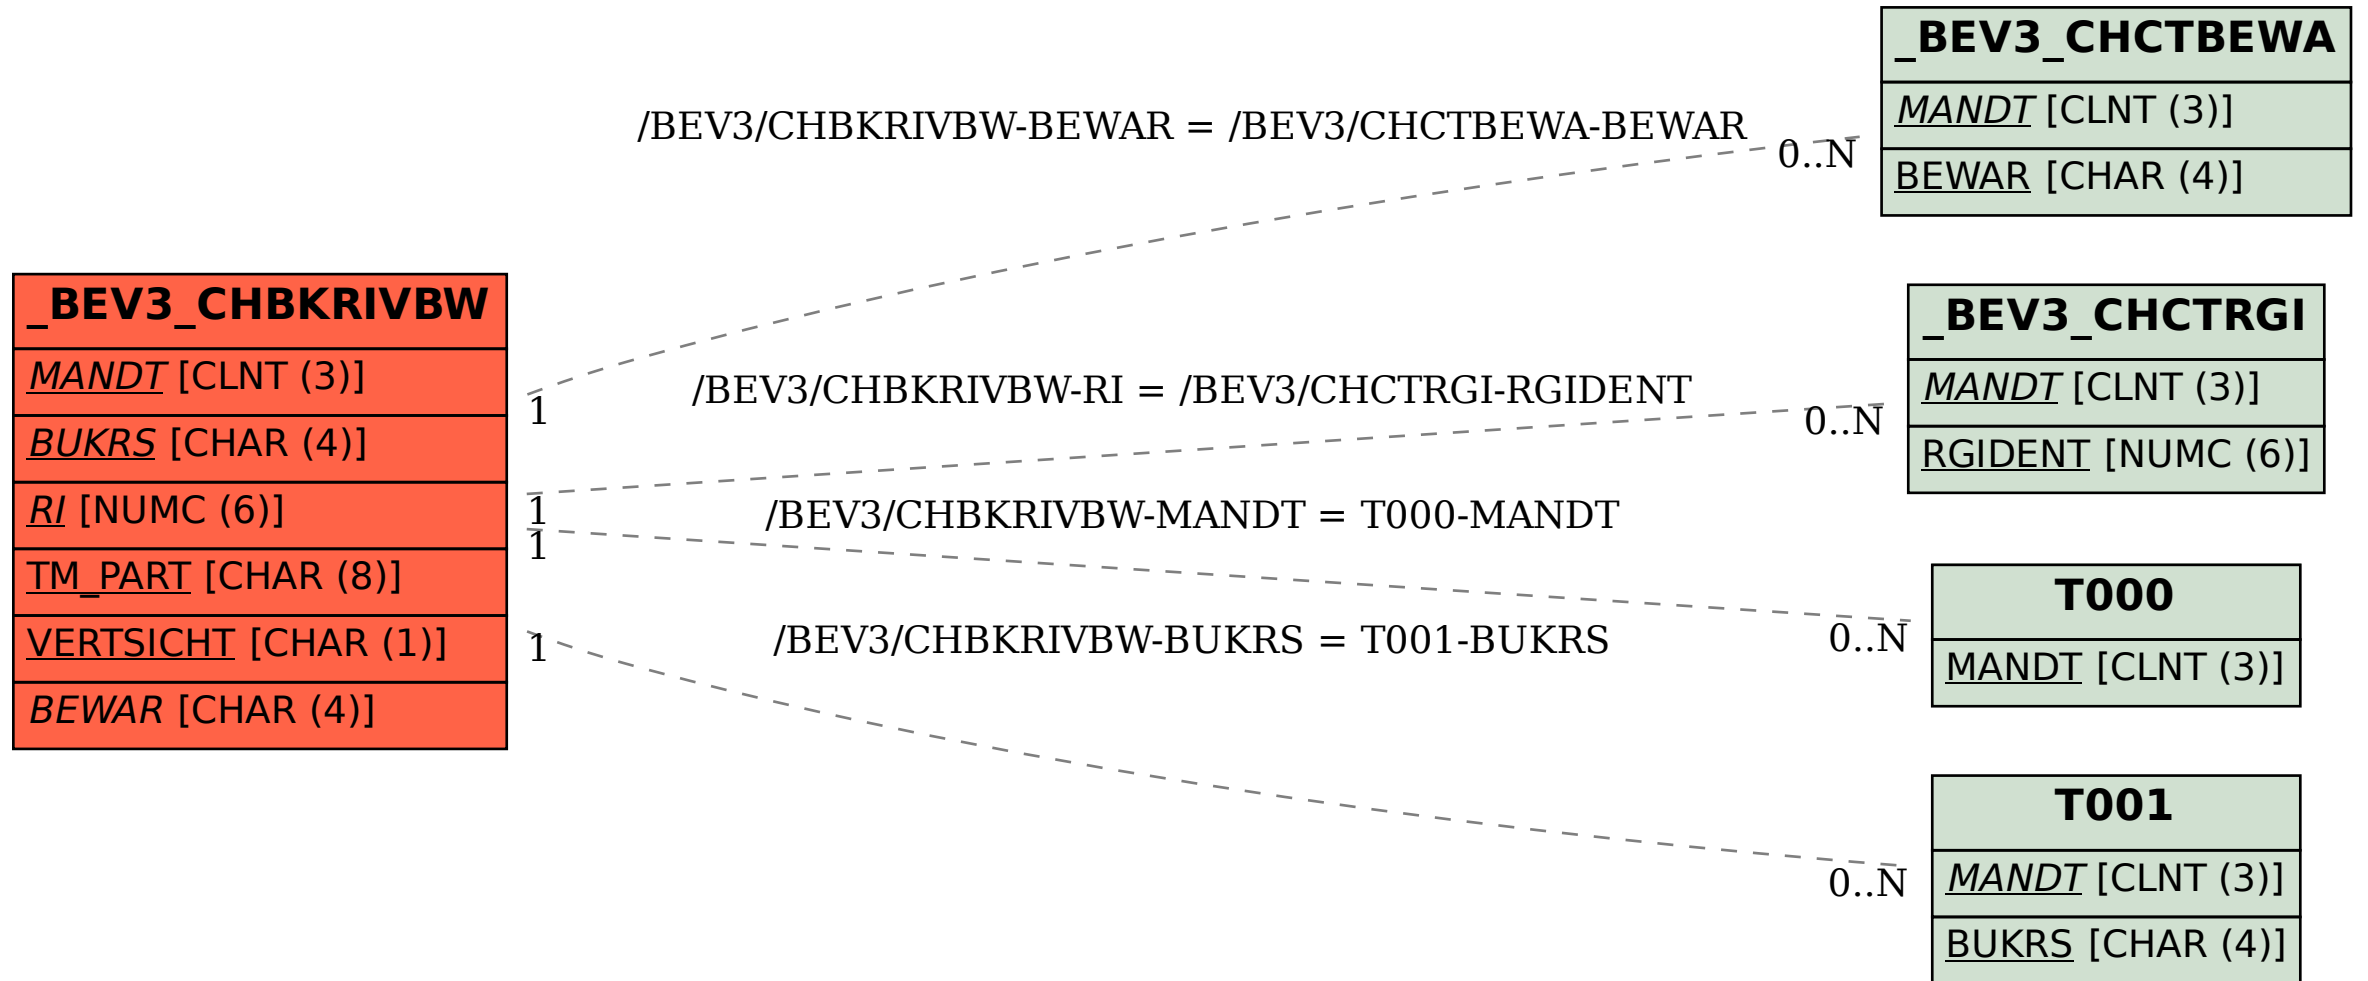 _BEV3_CHBKRIVBW
MANDT [CLNT (3)]
BUKRS [CHAR (4)]
RI [NUMC (6)]
TM_PART [CHAR (8)]
VERTSICHT [CHAR (1)]
BEWAR [CHAR (4)]
/BEV3/CHBKRIVBW-BEWAR = /BEV3/CHCTBEWA-BEWAR
1
0..N
/BEV3/CHBKRIVBW-RI = /BEV3/CHCTRGI-RGIDENT
1
0..N
/BEV3/CHBKRIVBW-MANDT = T000-MANDT
1
0..N
/BEV3/CHBKRIVBW-BUKRS = T001-BUKRS
1
0..N
_BEV3_CHCTBEWA
MANDT [CLNT (3)]
BEWAR [CHAR (4)]
_BEV3_CHCTRGI
MANDT [CLNT (3)]
RGIDENT [NUMC (6)]
T000
MANDT [CLNT (3)]
T001
MANDT [CLNT (3)]
BUKRS [CHAR (4)]